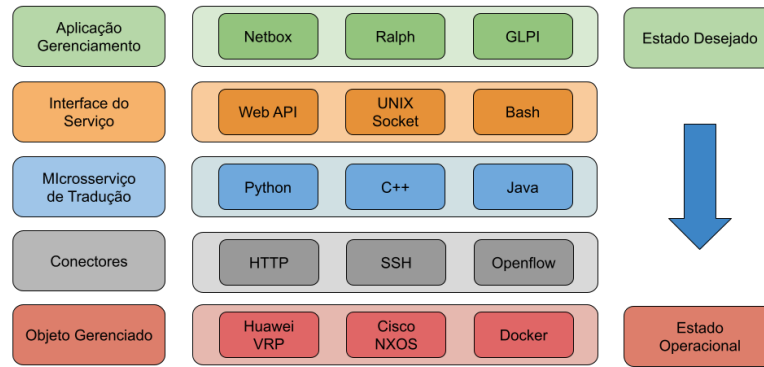 Aplicação
Gerenciamento
Netbox
Ralph
GLPI
Estado Desejado
Interface do
Serviço
Web API
UNIX
Socket
Bash
MIcrosserviço
de Tradução
Python
C++
Java
Conectores
HTTP
SSH
Openflow
Objeto Gerenciado
Huawei
VRP
Cisco
NXOS
Docker
Estado
Operacional